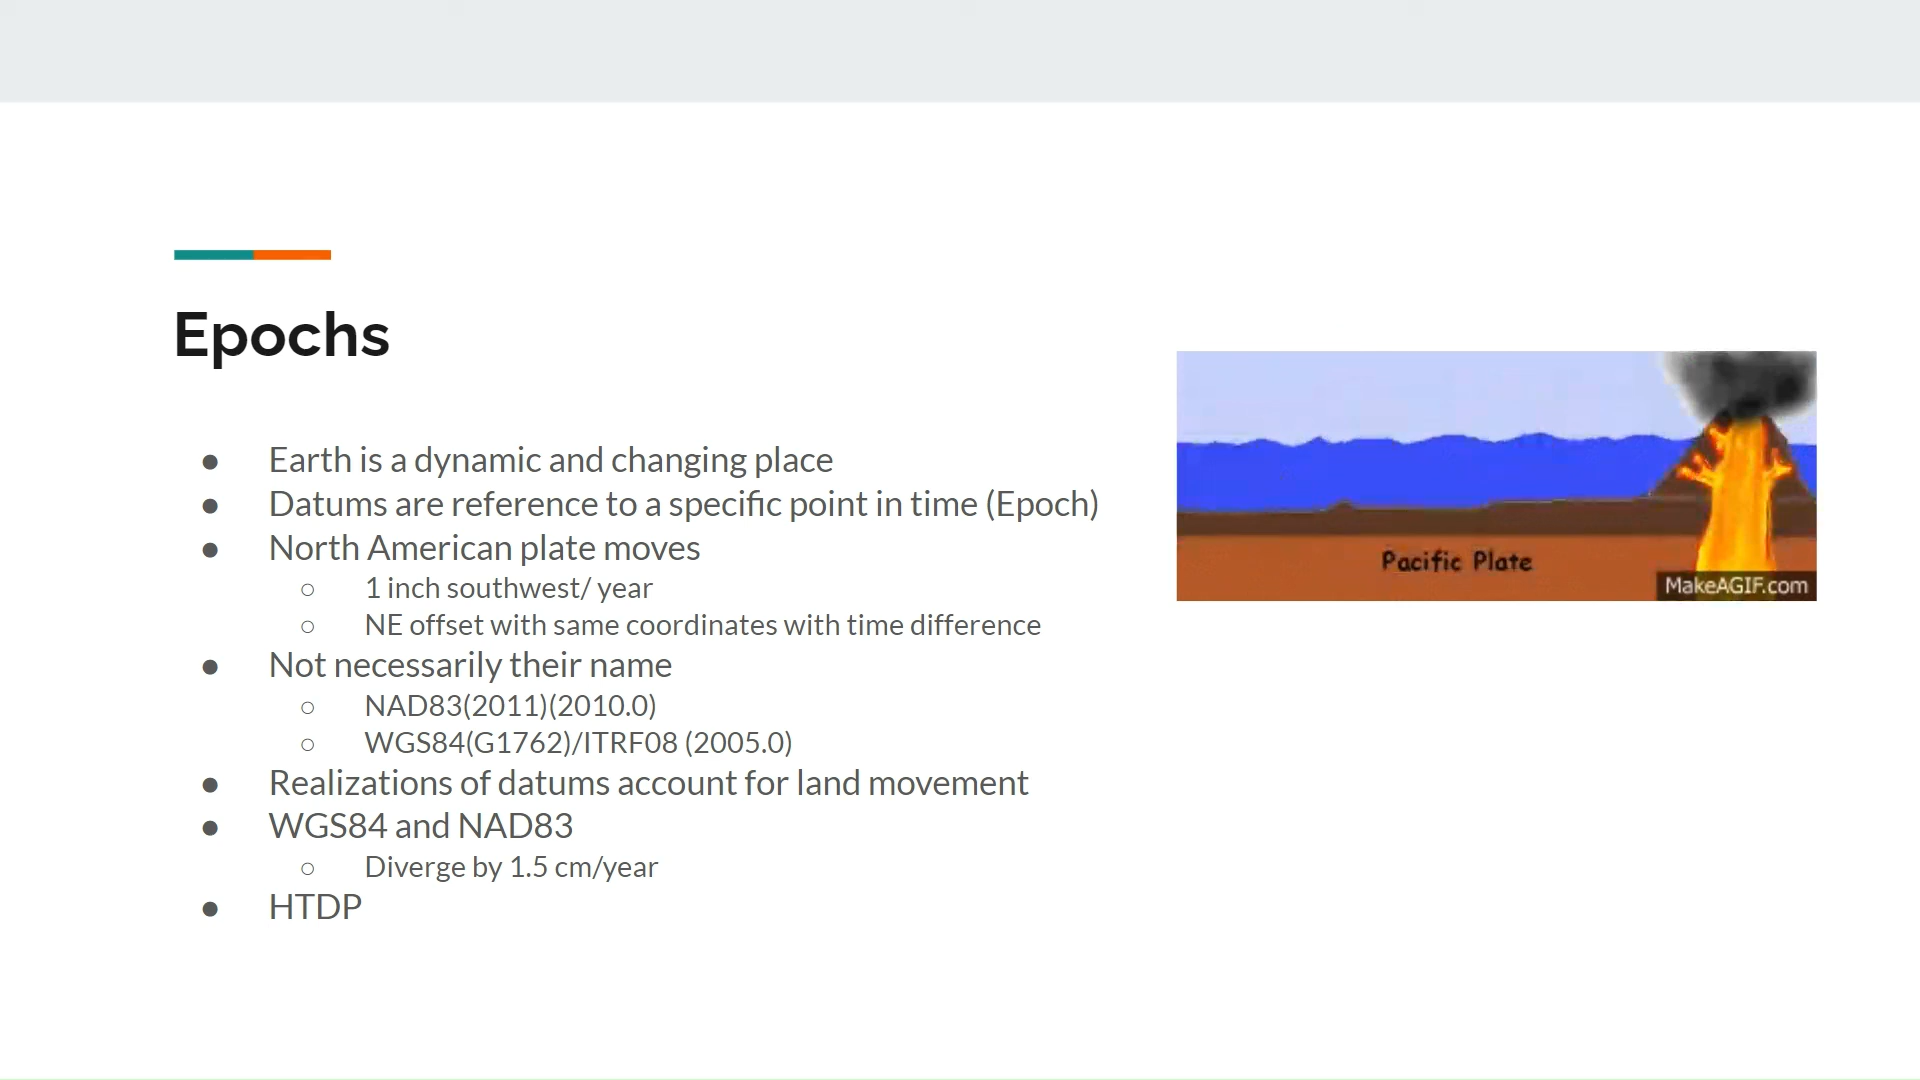 Epochs
● Earth is a dynamic and changing place
● Datums are reference to a specific point in time (Epoch)
● North American plate moves
○ 1 inch southwest/ year
○ NE offset with same coordinates with time difference
● Not necessarily their name
○ NAD83(2011)(2010.0)
○ WGS84(G1762)/ITRF08 (2005.0)
● Realizations of datums account for land movement
● WGS84 and NAD83
○ Diverge by 1.5 cm/year
● HTDP
Pacific Plate
MakeAGIF.com